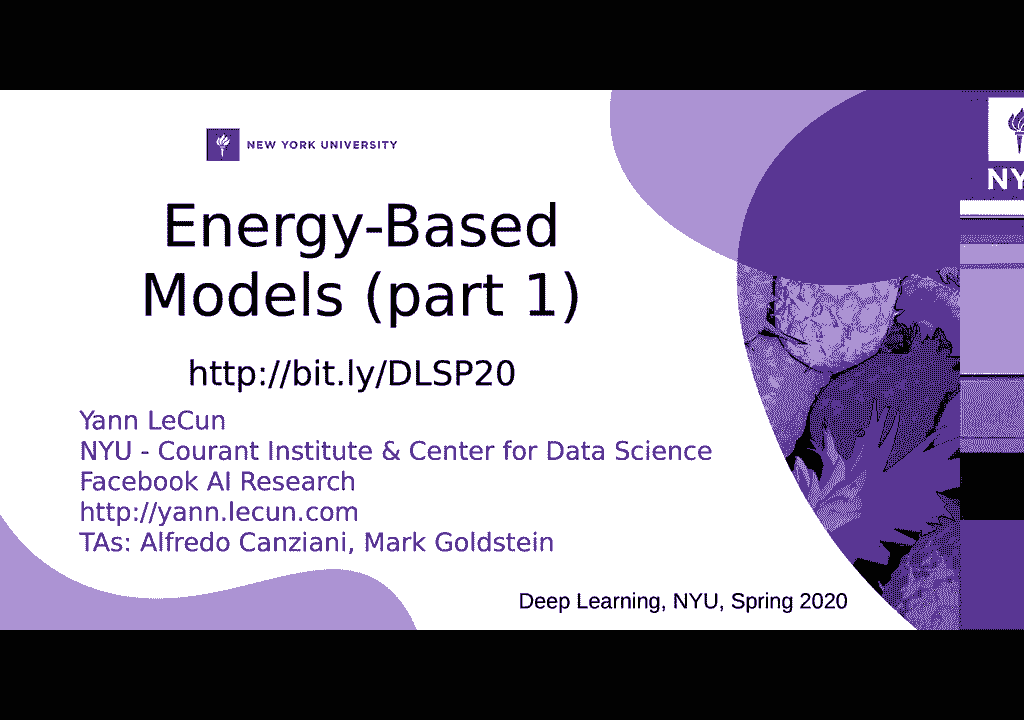 NEW YORK UNIVERSITY
Energy-Based
Models (part 1)
http://bit.ly/DLSP20
Yann LeCun
NYU - Courant Institute & Center for Data Science
Facebook AI Research
http://yann.lecun.com
TAs: Alfredo Canziani, Mark Goldstein
Deep Learning, NYU, Spring 2020
NY